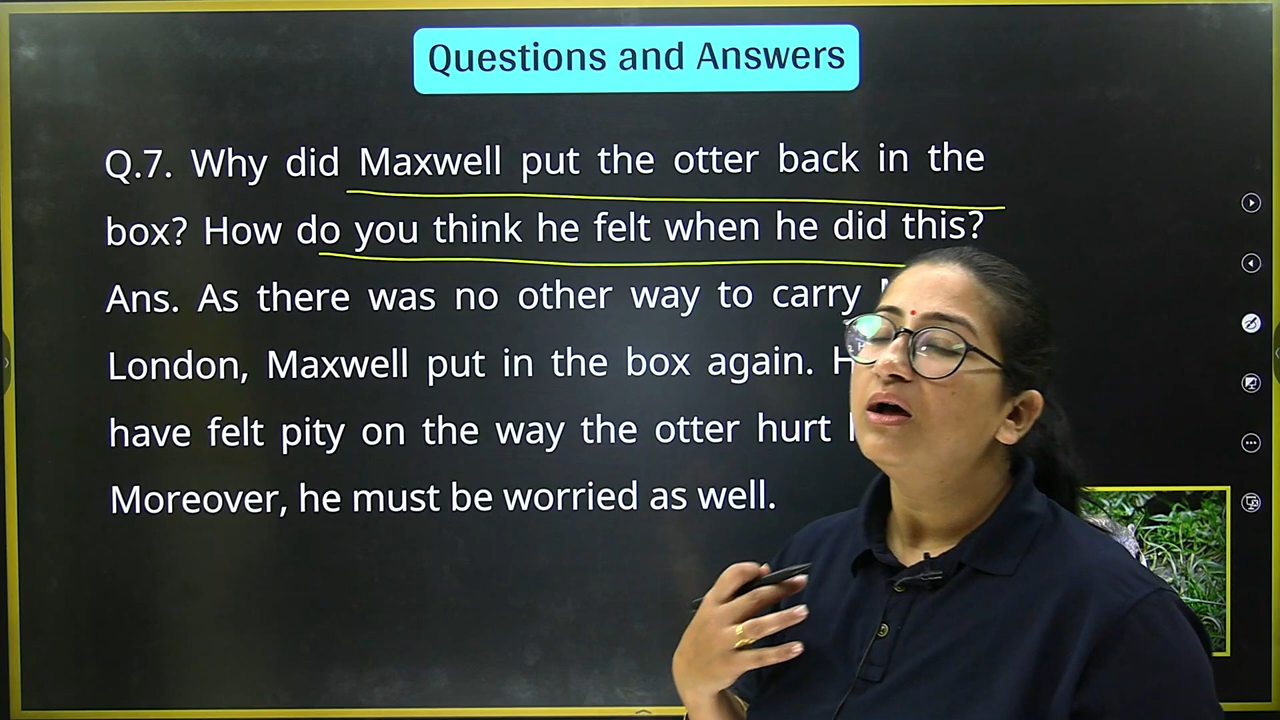 Questions and Answers
Q.7. Why did Maxwell put the otter back in the
box? How do you think he felt when he did this?
Ans. As there was no other way to carry
London, Maxwell put in the box again.
have felt pity on the way the otter hurt
Moreover, he must be worried as well.